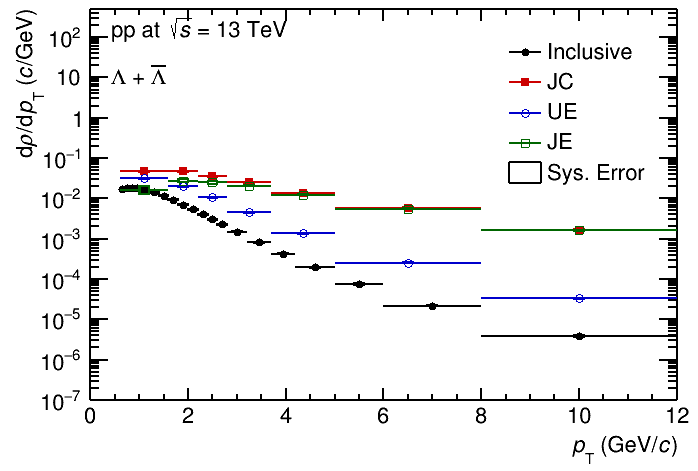 pp at √s = 13 TeV
Λ + Λ̅
Inclusive
JC
UE
JE
Sys. Error
dρ/dp_T (c/GeV)
10²
10
1
10⁻¹
10⁻²
10⁻³
10⁻⁴
10⁻⁵
10⁻⁶
10⁻⁷
0 2 4 6 8 10 12
p_T (GeV/c)